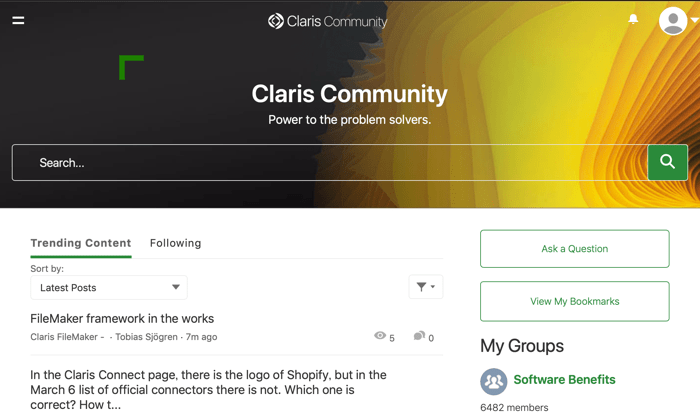 Claris Community
Claris Community
Power to the problem solvers.
Search...
Trending Content
Following
Sort by:
Latest Posts
FileMaker framework in the works
Claris FileMaker - · Tobias Sjögren · 7m ago
5
0
In the Claris Connect page, there is the logo of Shopify, but in the
March 6 list of official connectors there is not. Which one is
correct? How t...
Ask a Question
View My Bookmarks
My Groups
Software Benefits
6482 members